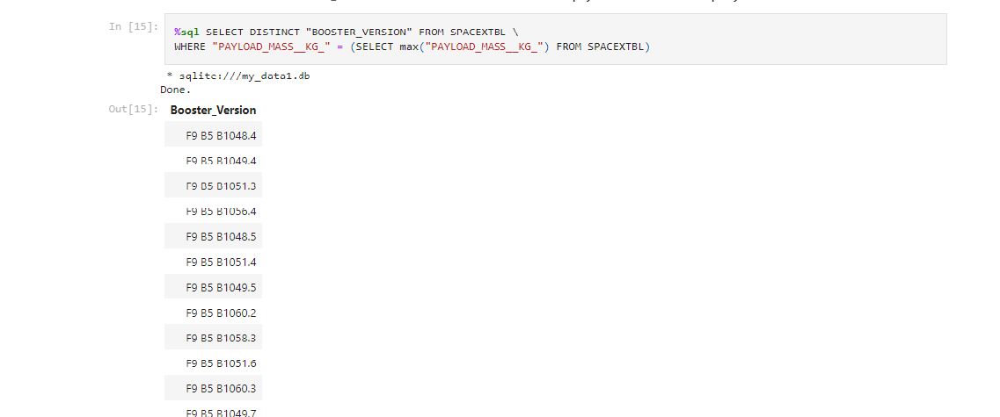 In [15]:
%sql SELECT DISTINCT "BOOSTER_VERSION" FROM SPACEXTBL \
WHERE "PAYLOAD_MASS__KG_" = (SELECT max("PAYLOAD_MASS__KG_") FROM SPACEXTBL)
* sqlite:///my_data1.db
Done.
Out[15]:
Booster_Version
F9 B5 B1048.4
F9 B5 B1049.4
F9 B5 B1051.3
F9 B5 B1056.4
F9 B5 B1048.5
F9 B5 B1051.4
F9 B5 B1049.5
F9 B5 B1060.2
F9 B5 B1058.3
F9 B5 B1051.6
F9 B5 B1060.3
F9 B5 B1049.7